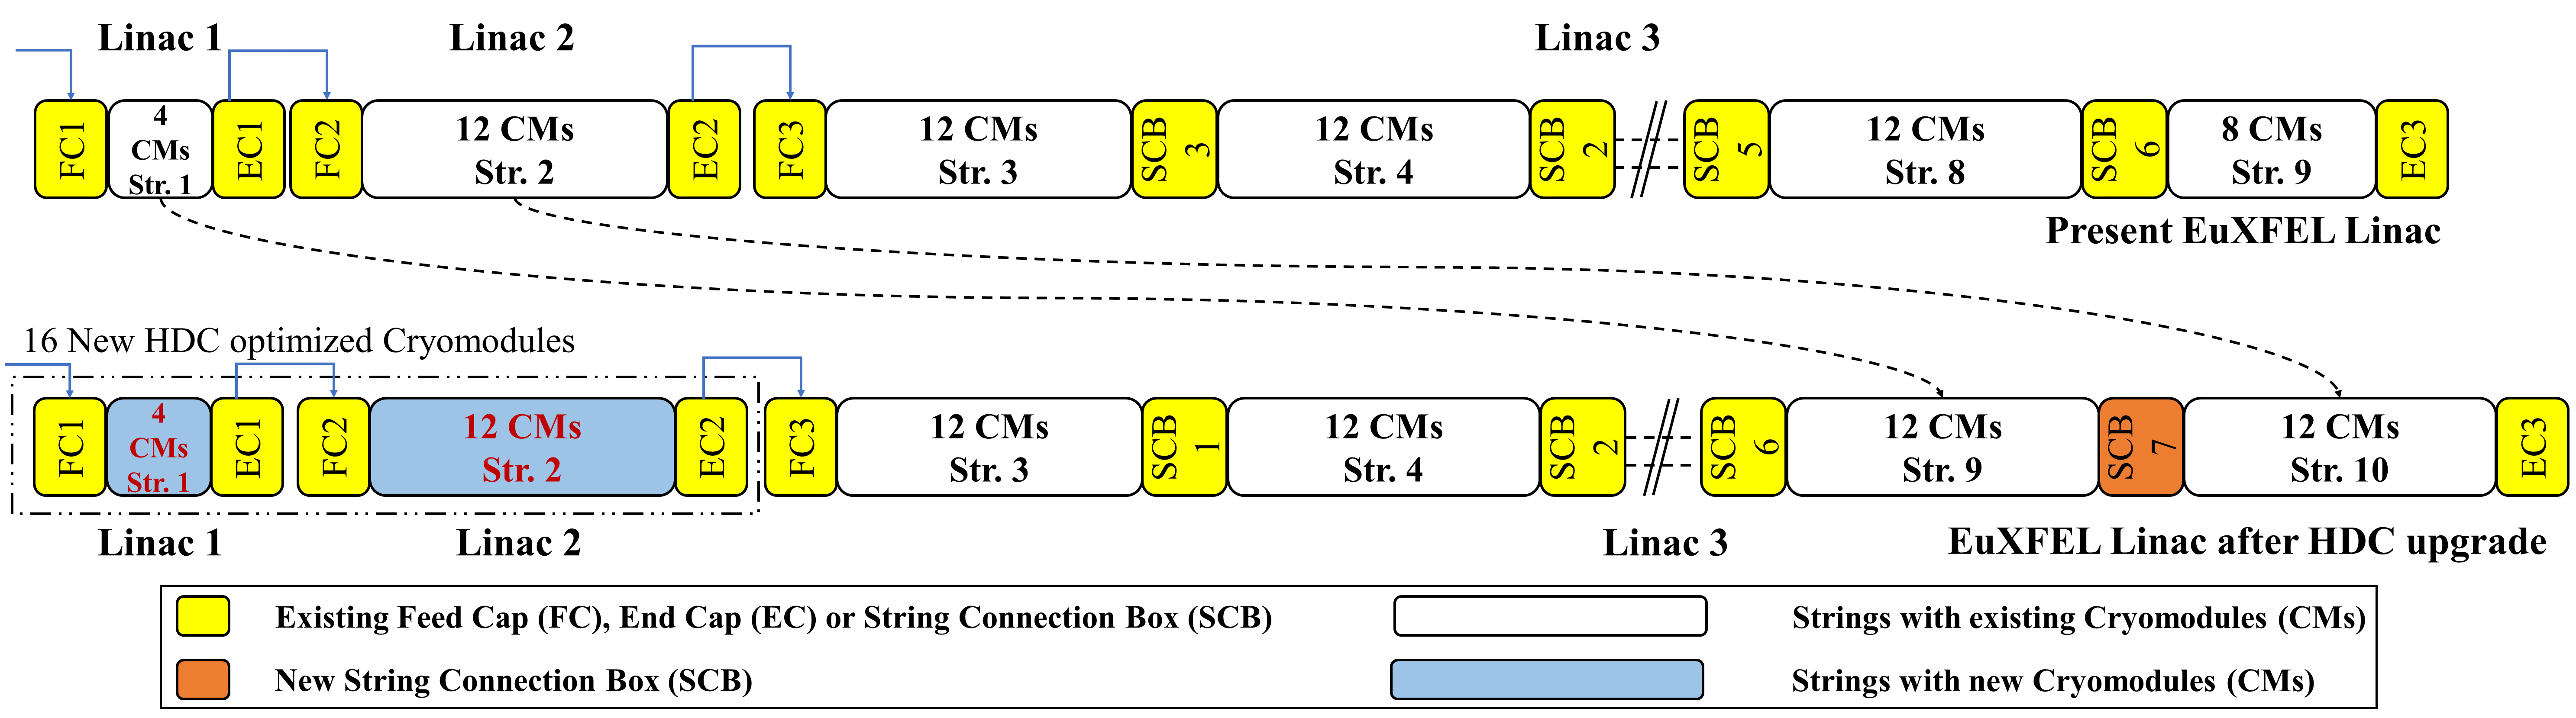 Linac 1
Linac 2
Linac 3
FC1
4
CMs
Str. 1
EC1
FC2
12 CMs
Str. 2
EC2
FC3
12 CMs
Str. 3
SCB
3
12 CMs
Str. 4
SCB
2
SCB
5
12 CMs
Str. 8
SCB
6
8 CMs
Str. 9
EC3
Present EuXFEL Linac
16 New HDC optimized Cryomodules
FC1
4
CMs
Str. 1
EC1
FC2
12 CMs
Str. 2
EC2
FC3
12 CMs
Str. 3
SCB
1
12 CMs
Str. 4
SCB
2
SCB
6
12 CMs
Str. 9
SCB
7
12 CMs
Str. 10
EC3
Linac 1
Linac 2
Linac 3
EuXFEL Linac after HDC upgrade
Existing Feed Cap (FC), End Cap (EC) or String Connection Box (SCB)
Strings with existing Cryomodules (CMs)
New String Connection Box (SCB)
Strings with new Cryomodules (CMs)